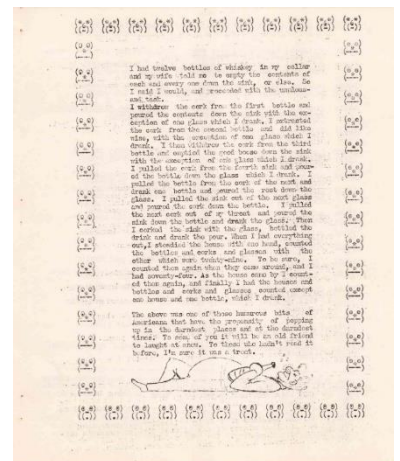 I had twelve bottles of whiskey in my celler
and my wife told me to empty the contents of
each and every one down the sink, or else. So
I said I would, and proceeded with the
and task.
I withdrew the cork from the first bottle and
poured the contents down the sink with the ex-
ception of one glass which I drank. I extracted
the cork from the second bottle and did like
wise, with the exception of one glass which I
drank. I then withdrew the cork from the third
bottle and emptied the good booze down the sink
with the exception of one glass which I drank.
I pulled the cork from the fourth sink and pour-
ed the bottle down the glass which I drank. I
pulled the bottle from the cork of the next and
drank one bottle and poured the rest down the
glass. I pulled the sink out of the next glass
and poured the cork down the bottle. I pulled
the next cork out of my throat and poured the
sink down the bottle and drank the glass. Then
I corked the sink with the glass, bottled the
drink and drank the pour. When I had everything
out, I steadied the house with one hand, counted
the bottles and corks and glasses with the
other which were twenty-nine. To be sure, I
counted them again when they came around, and I
had seventy-four. As the house came by I count-
ed them again, and finally I had the houses and
bottles and corks and glasses counted except
one house and one bottle, which I drank.
The above was one of those humorous bits of
Americana that have the propensity of popping
up in the darndest places and at the darndest
times. To some of you it will be an old friend
to laught at anew. To those who hadn't read it
before, I'm sure it was a treat.